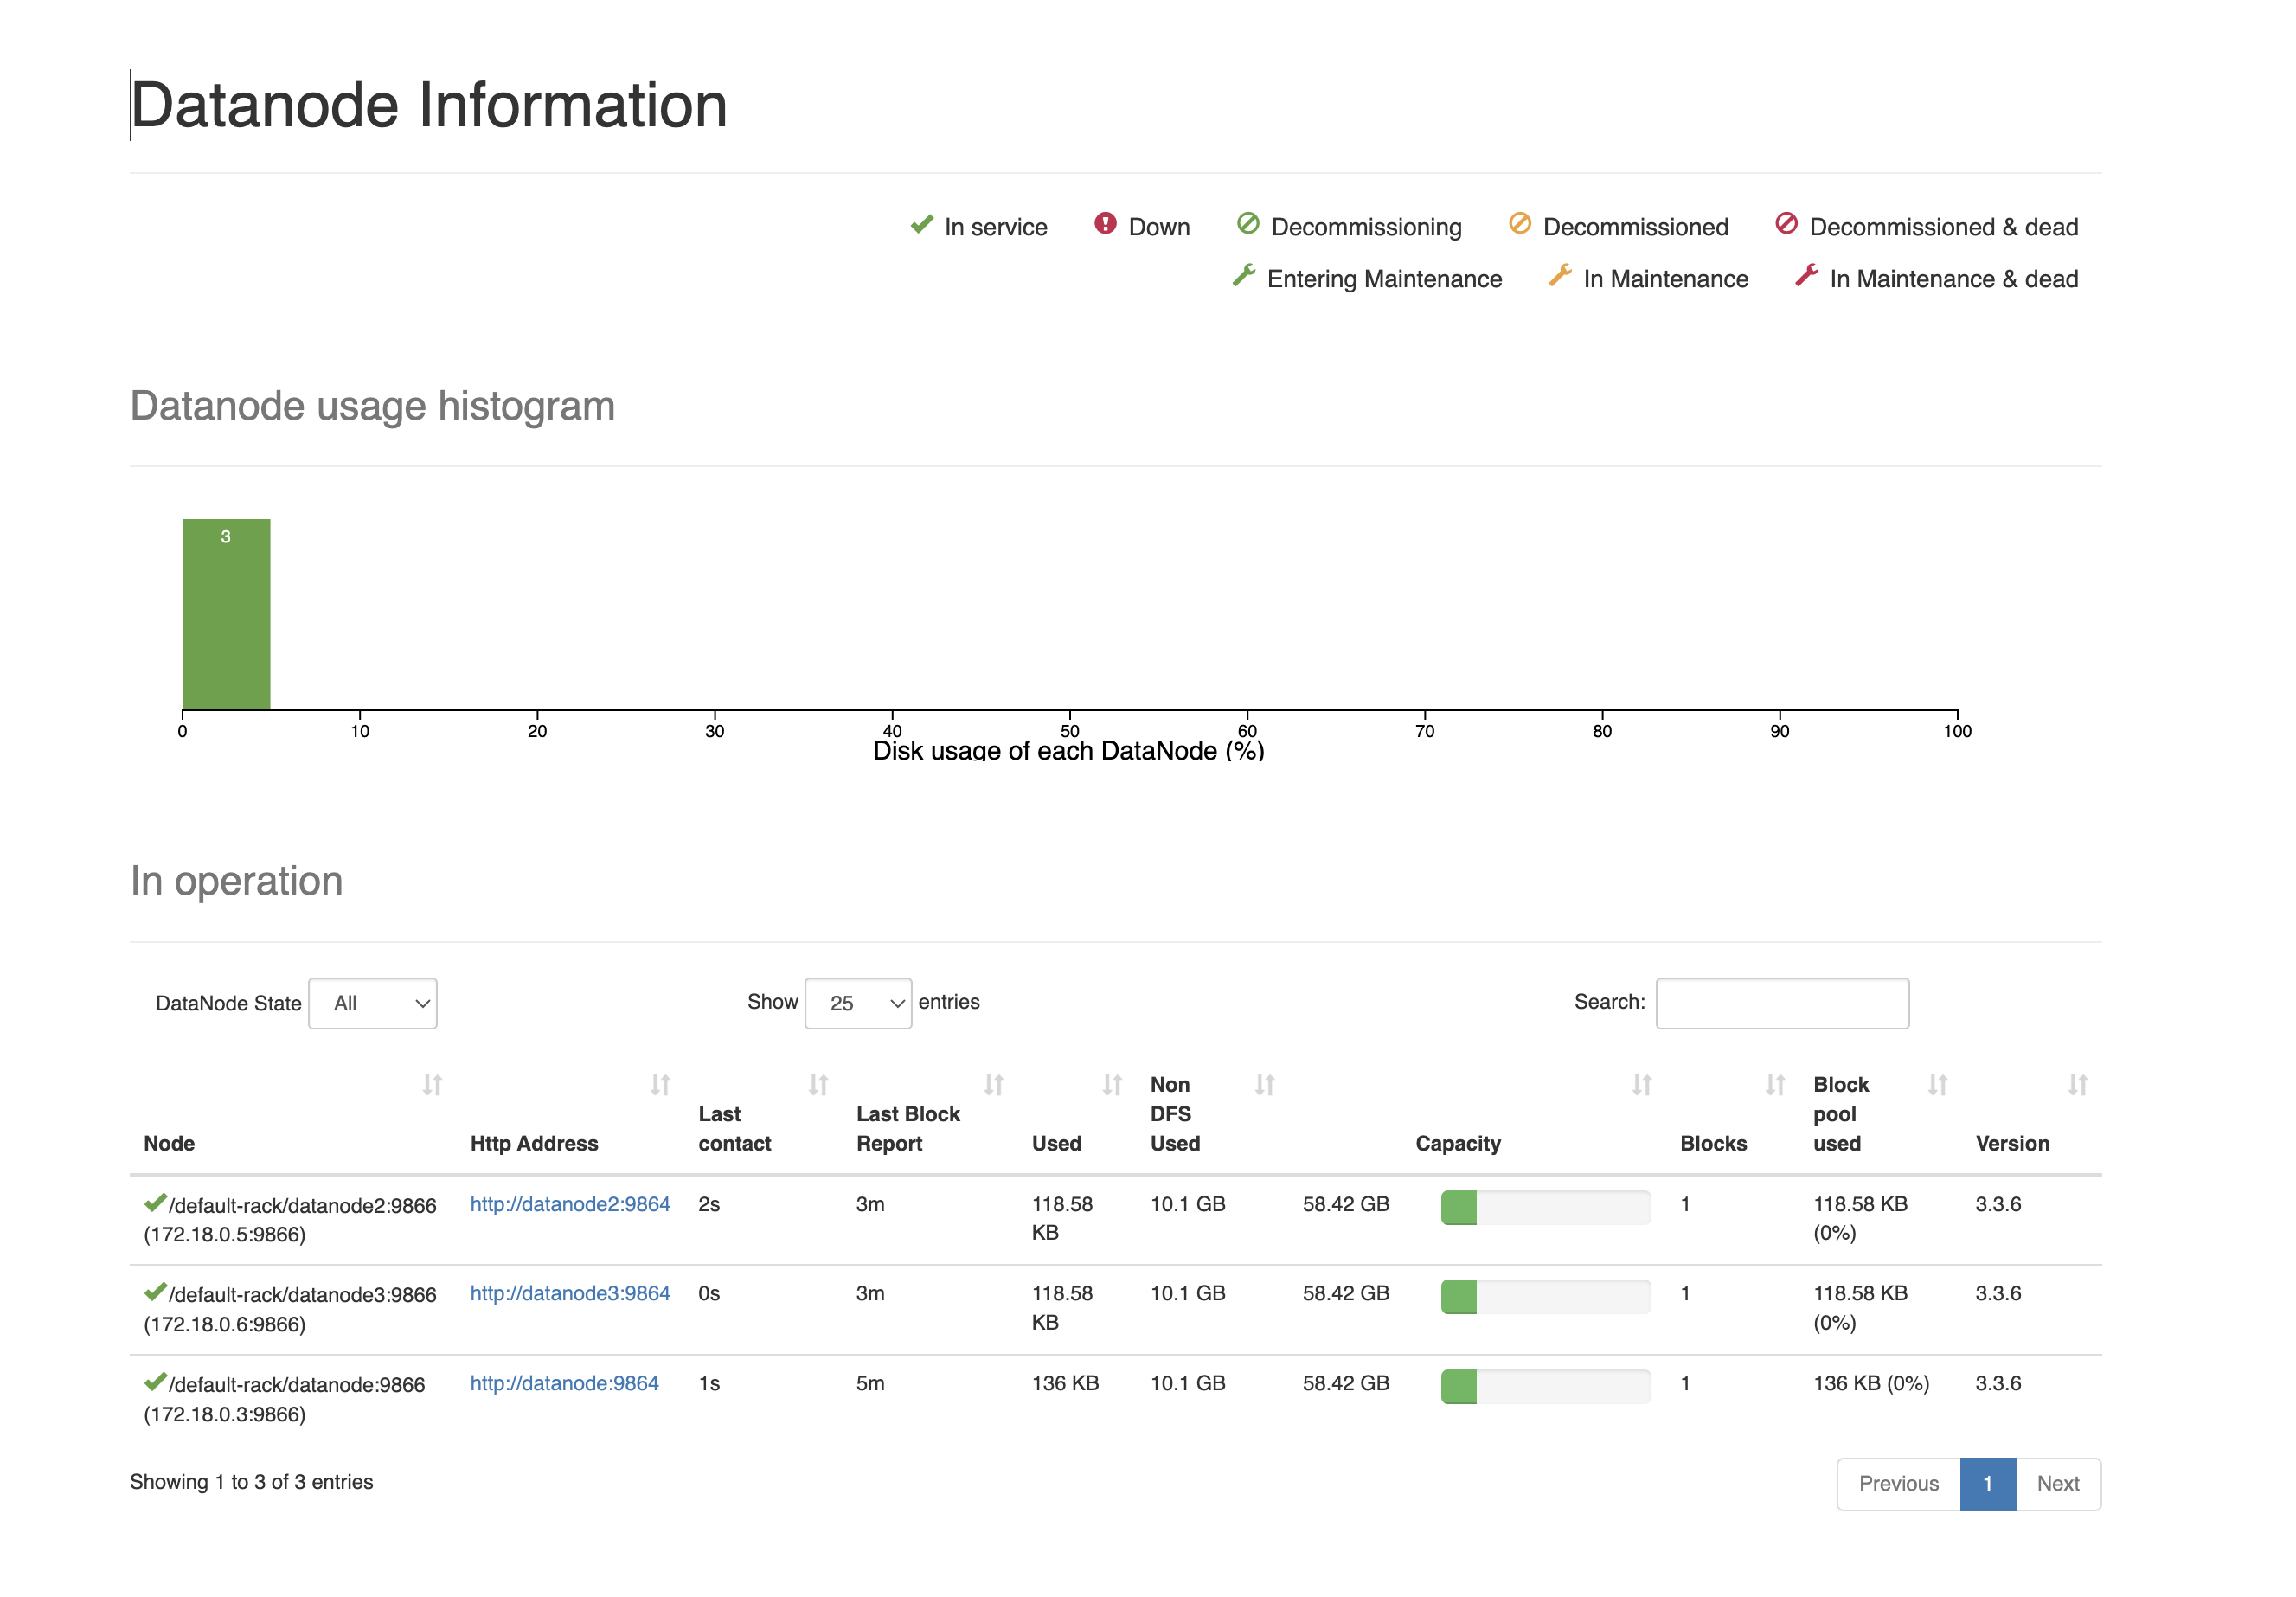 Datanode Information
In service Down Decommissioning Decommissioned Decommissioned & dead
Entering Maintenance In Maintenance In Maintenance & dead
Datanode usage histogram
3
0 10 20 30 40 50 60 70 80 90 100
Disk usage of each DataNode (%)
In operation
DataNode State All Show 25 entries Search:
Node Http Address Last contact Last Block Report Used Non DFS Used Capacity Blocks Block pool used Version
/default-rack/datanode2:9866 http://datanode2:9864 2s 3m 118.58 10.1 GB 58.42 GB 1 118.58 KB 3.3.6
(172.18.0.5:9866) KB (0%)
/default-rack/datanode3:9866 http://datanode3:9864 0s 3m 118.58 10.1 GB 58.42 GB 1 118.58 KB 3.3.6
(172.18.0.6:9866) KB (0%)
/default-rack/datanode:9866 http://datanode:9864 1s 5m 136 KB 10.1 GB 58.42 GB 1 136 KB (0%) 3.3.6
(172.18.0.3:9866)
Showing 1 to 3 of 3 entries Previous 1 Next